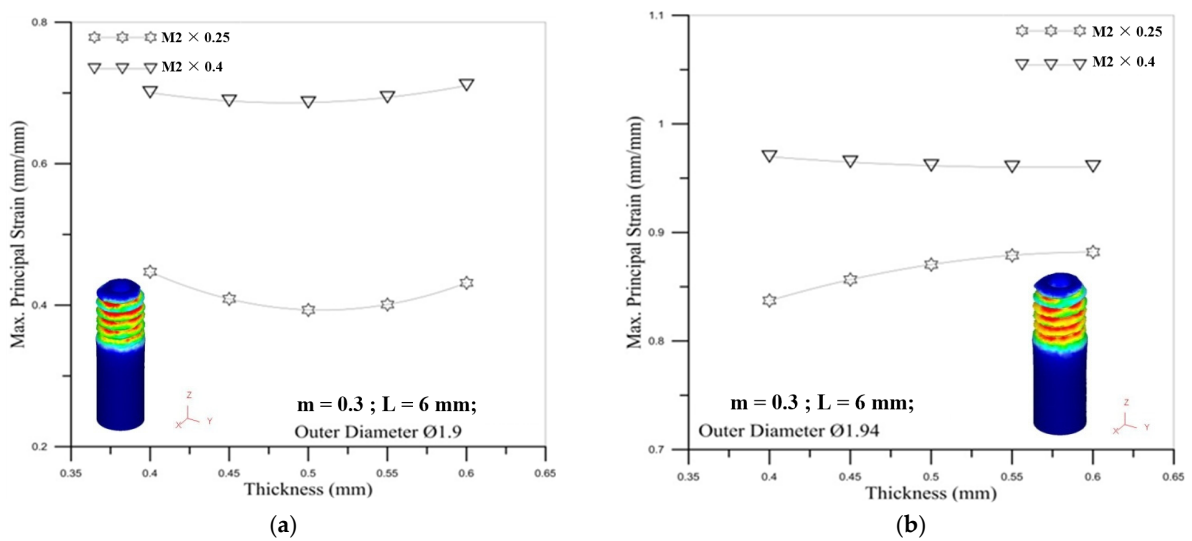 0.8
M2 × 0.25
M2 × 0.4
0.6
0.4
0.2
Max. Principal Strain (mm/mm)
Z
X
Y
m = 0.3 ; L = 6 mm;
Outer Diameter Ø1.9
0.35
0.4
0.45
0.5
0.55
0.6
0.65
Thickness (mm)
(a)
1.1
M2 × 0.25
M2 × 0.4
1
0.9
0.8
0.7
Max. Principal Strain (mm/mm)
m = 0.3 ; L = 6 mm;
Outer Diameter Ø1.94
Z
X
Y
0.35
0.4
0.45
0.5
0.55
0.6
0.65
Thickness (mm)
(b)